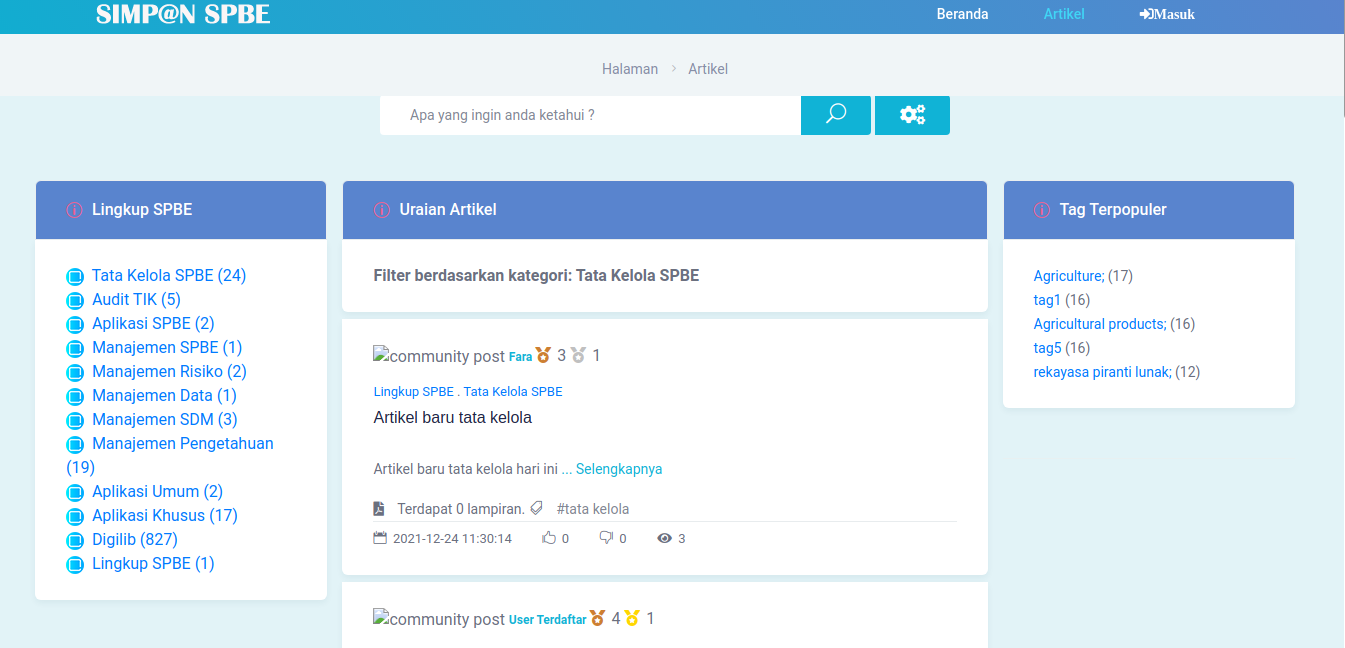 SIMP@N SPBE
Beranda
Artikel
Masuk
Halaman > Artikel
Apa yang ingin anda ketahui ?
Lingkup SPBE
Tata Kelola SPBE (24)
Audit TIK (5)
Aplikasi SPBE (2)
Manajemen SPBE (1)
Manajemen Risiko (2)
Manajemen Data (1)
Manajemen SDM (3)
Manajemen Pengetahuan
(19)
Aplikasi Umum (2)
Aplikasi Khusus (17)
Digilib (827)
Lingkup SPBE (1)
Uraian Artikel
Filter berdasarkan kategori: Tata Kelola SPBE
community post Fara 3 1
Lingkup SPBE . Tata Kelola SPBE
Artikel baru tata kelola
Artikel baru tata kelola hari ini ... Selengkapnya
Terdapat 0 lampiran. #tata kelola
2021-12-24 11:30:14 0 0 3
community post User Terdaftar 4 1
Tag Terpopuler
Agriculture; (17)
tag1 (16)
Agricultural products; (16)
tag5 (16)
rekayasa piranti lunak; (12)